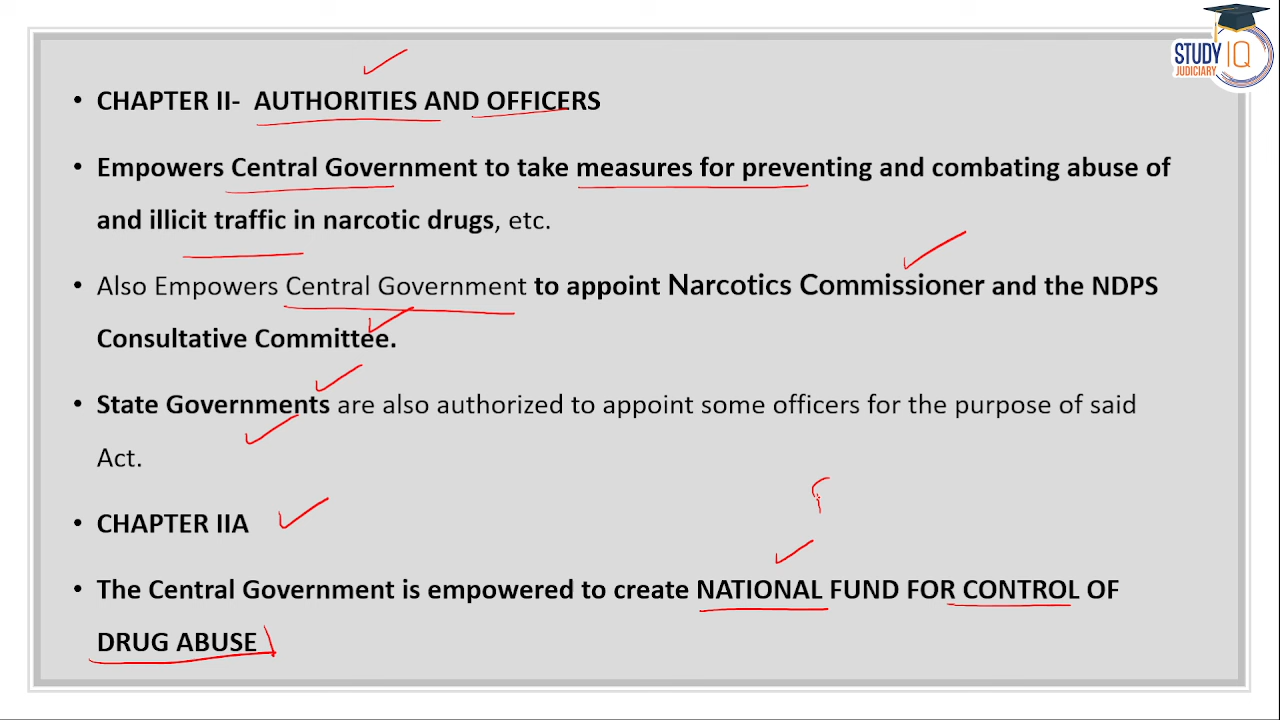 STUDY IQ
JUDICIARY
• CHAPTER II- AUTHORITIES AND OFFICERS
• Empowers Central Government to take measures for preventing and combating abuse of
and illicit traffic in narcotic drugs, etc.
• Also Empowers Central Government to appoint Narcotics Commissioner and the NDPS
Consultative Committee.
• State Governments are also authorized to appoint some officers for the purpose of said
Act.
• CHAPTER IIA
• The Central Government is empowered to create NATIONAL FUND FOR CONTROL OF
DRUG ABUSE